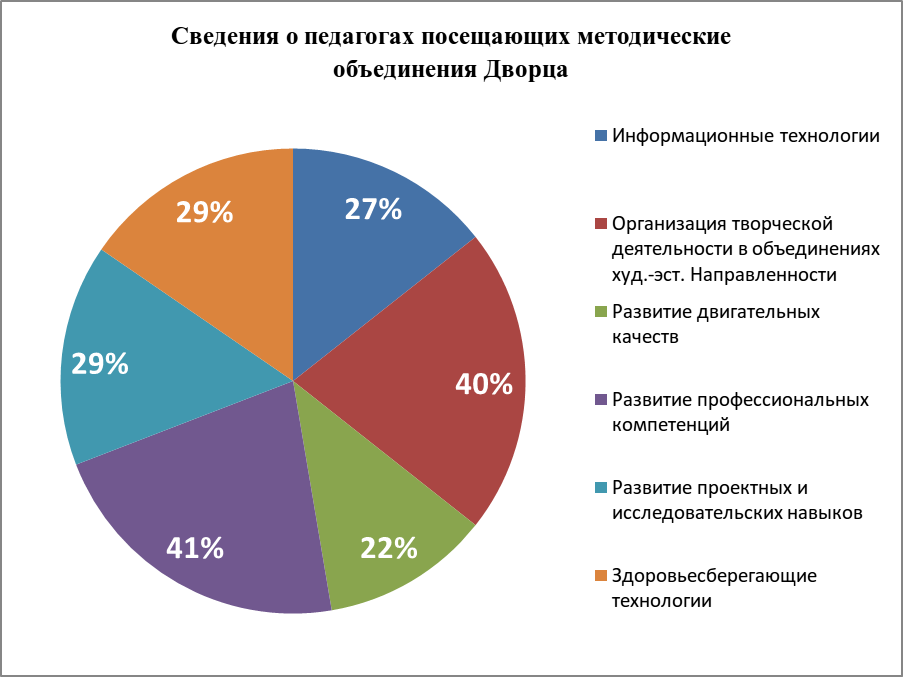 Сведения о педагогах посещающих методические
объединения Дворца
27%
40%
22%
41%
29%
29%
Информационные технологии
Организация творческой
деятельности в объединениях
худ.-эст. Направленности
Развитие двигательных
качеств
Развитие профессиональных
компетенций
Развитие проектных и
исследовательских навыков
Здоровьесберегающие
технологии